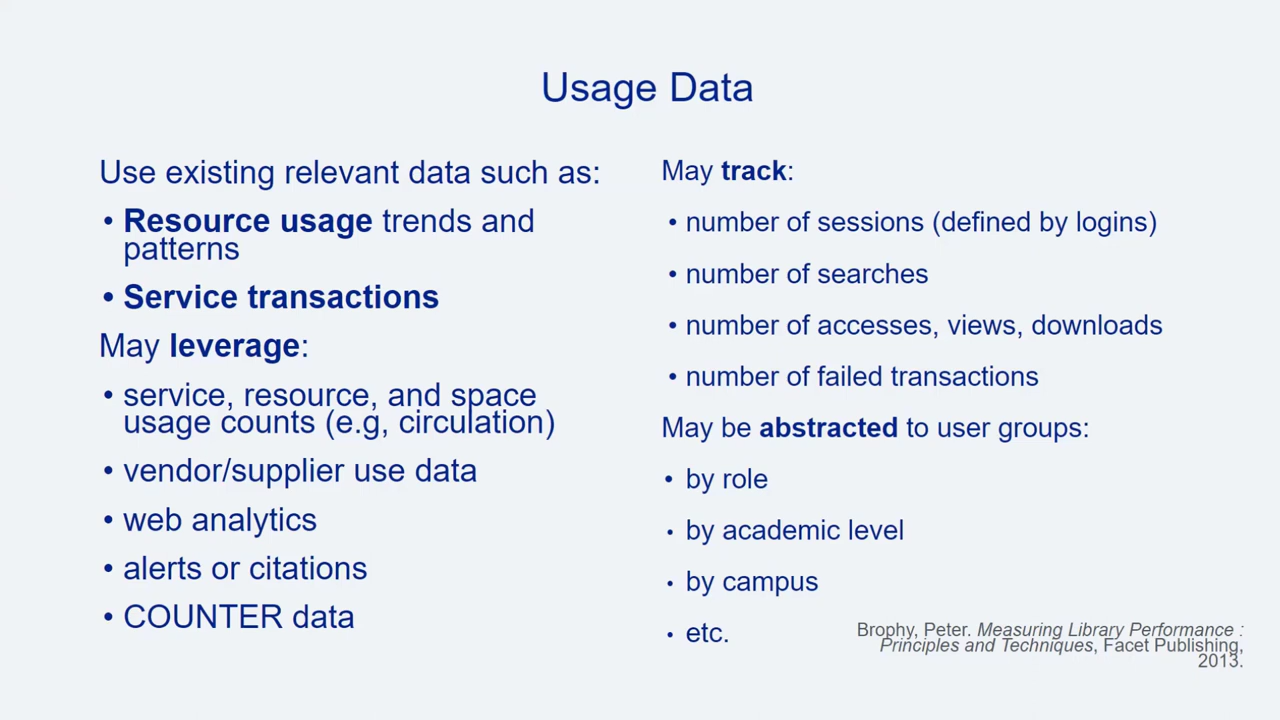 Usage Data
Use existing relevant data such as:
• Resource usage trends and
patterns
• Service transactions
May leverage:
• service, resource, and space
usage counts (e.g, circulation)
• vendor/supplier use data
• web analytics
• alerts or citations
• COUNTER data
May track:
• number of sessions (defined by logins)
• number of searches
• number of accesses, views, downloads
• number of failed transactions
May be abstracted to user groups:
• by role
• by academic level
• by campus
• etc.
Brophy, Peter. Measuring Library Performance :
Principles and Techniques, Facet Publishing,
2013.